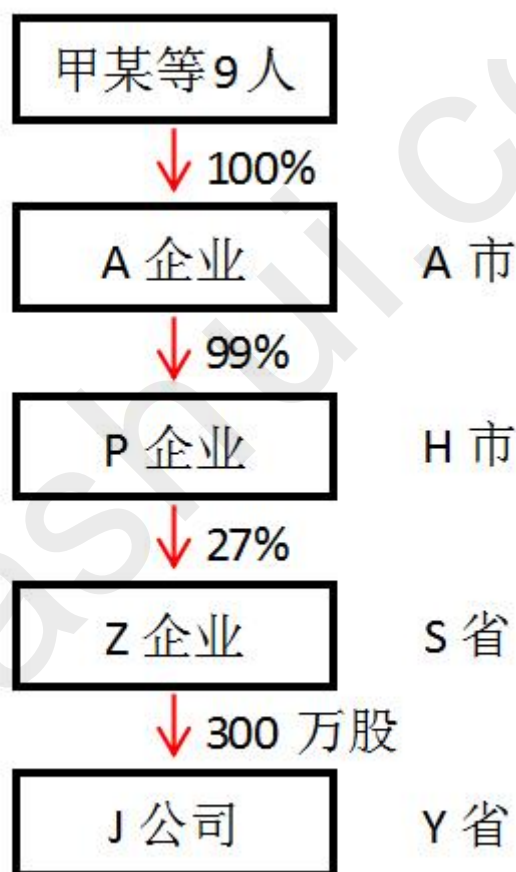 甲某等9人
100%
A 企业 A 市
99%
P 企业 H 市
27%
Z 企业 S 省
300 万股
J 公司 Y 省